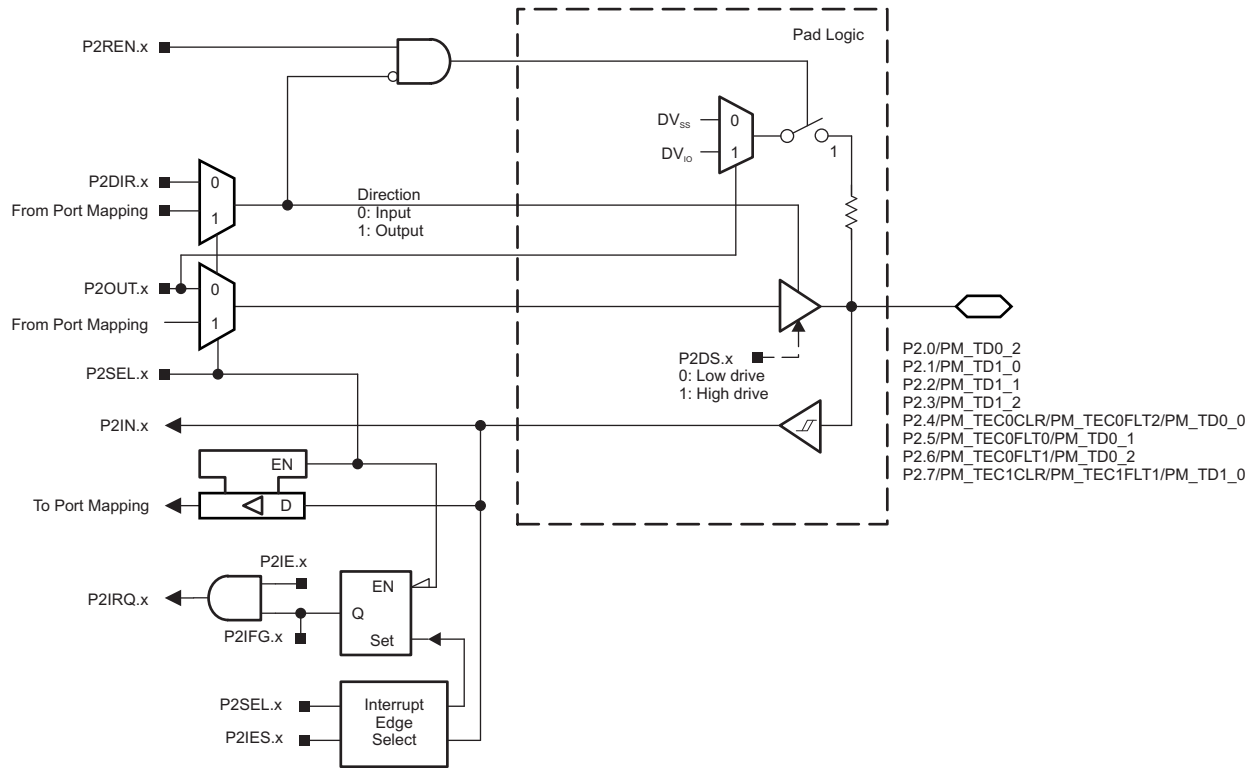 Pad Logic
P2REN.x
DVSS
0
DVIO
1
1
P2DIR.x
0
From Port Mapping
1
Direction
0: Input
1: Output
P2OUT.x
0
From Port Mapping
1
P2DS.x
0: Low drive
1: High drive
P2SEL.x
P2.0/PM_TD0_2
P2.1/PM_TD1_0
P2.2/PM_TD1_1
P2.3/PM_TD1_2
P2.4/PM_TEC0CLR/PM_TEC0FLT2/PM_TD0_0
P2.5/PM_TEC0FLT0/PM_TD0_1
P2.6/PM_TEC0FLT1/PM_TD0_2
P2.7/PM_TEC1CLR/PM_TEC1FLT1/PM_TD1_0
P2IN.x
EN
To Port Mapping
D
P2IE.x
EN
P2IRQ.x
Q
P2IFG.x
Set
P2SEL.x
Interrupt
Edge
Select
P2IES.x